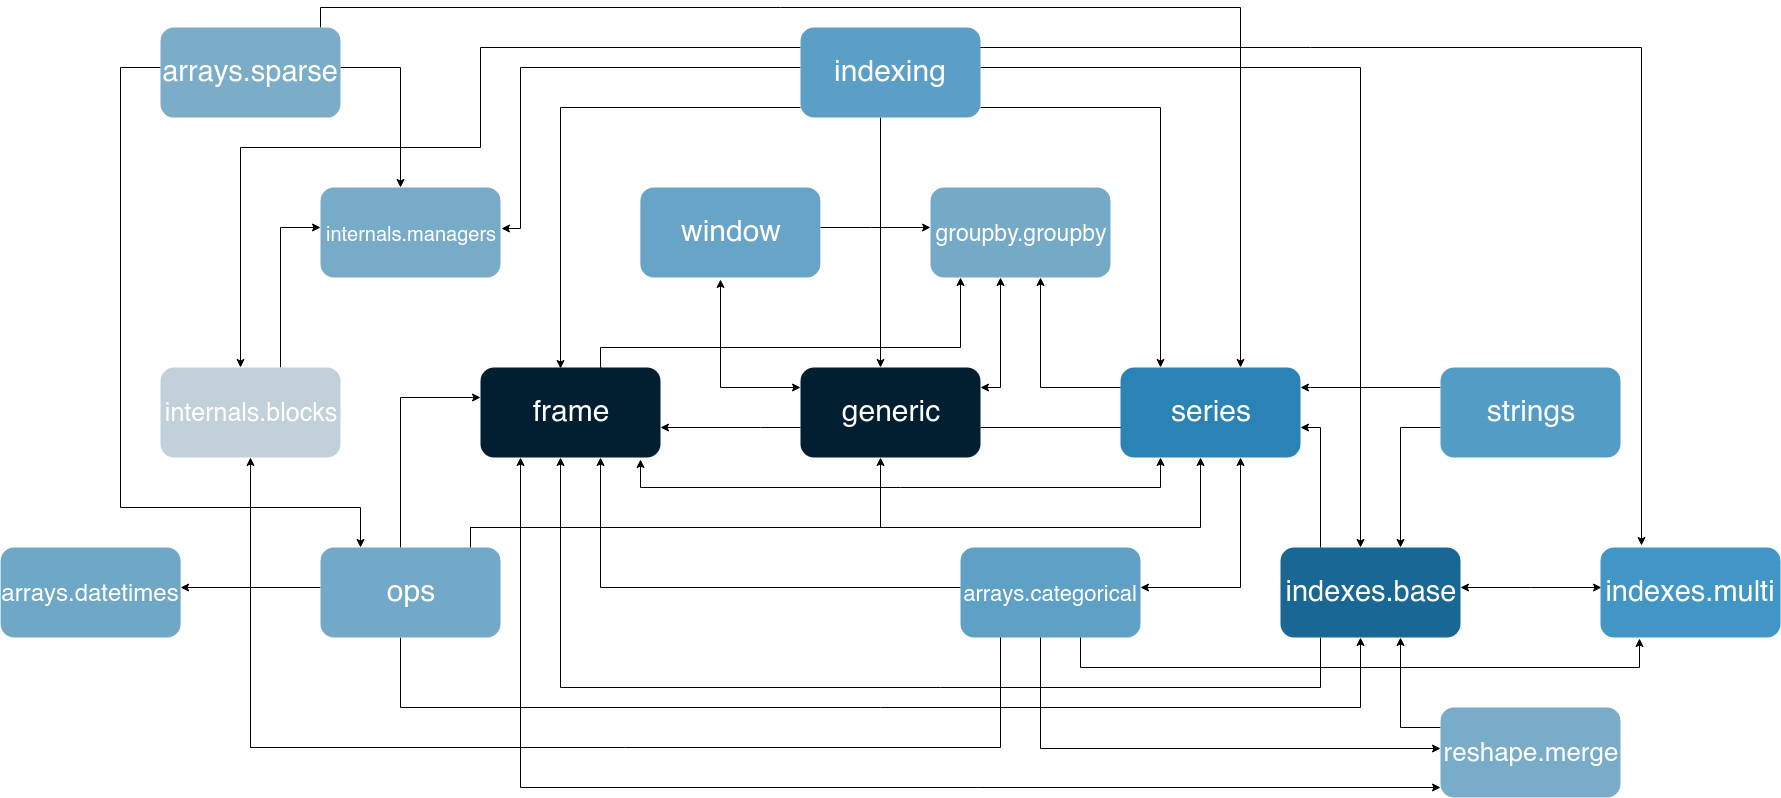 arrays.sparse
indexing
internals.managers
window
groupby.groupby
internals.blocks
frame
generic
series
strings
arrays.datetimes
ops
arrays.categorical
indexes.base
indexes.multi
reshape.merge